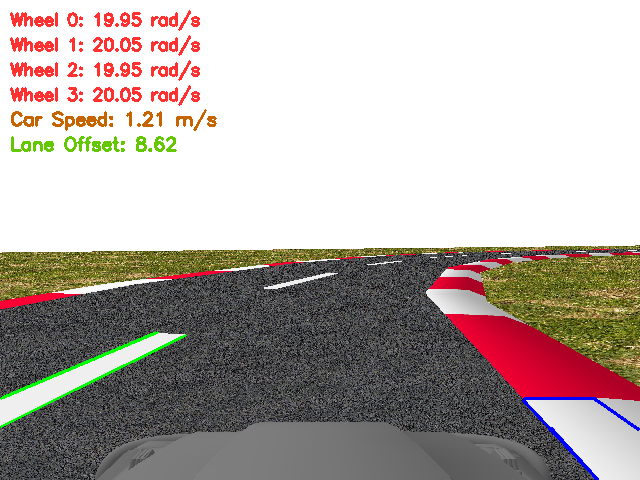 Wheel 0: 19.95 rad/s
Wheel 1: 20.05 rad/s
Wheel 2: 19.95 rad/s
Wheel 3: 20.05 rad/s
Car Speed: 1.21 m/s
Lane Offset: 8.62